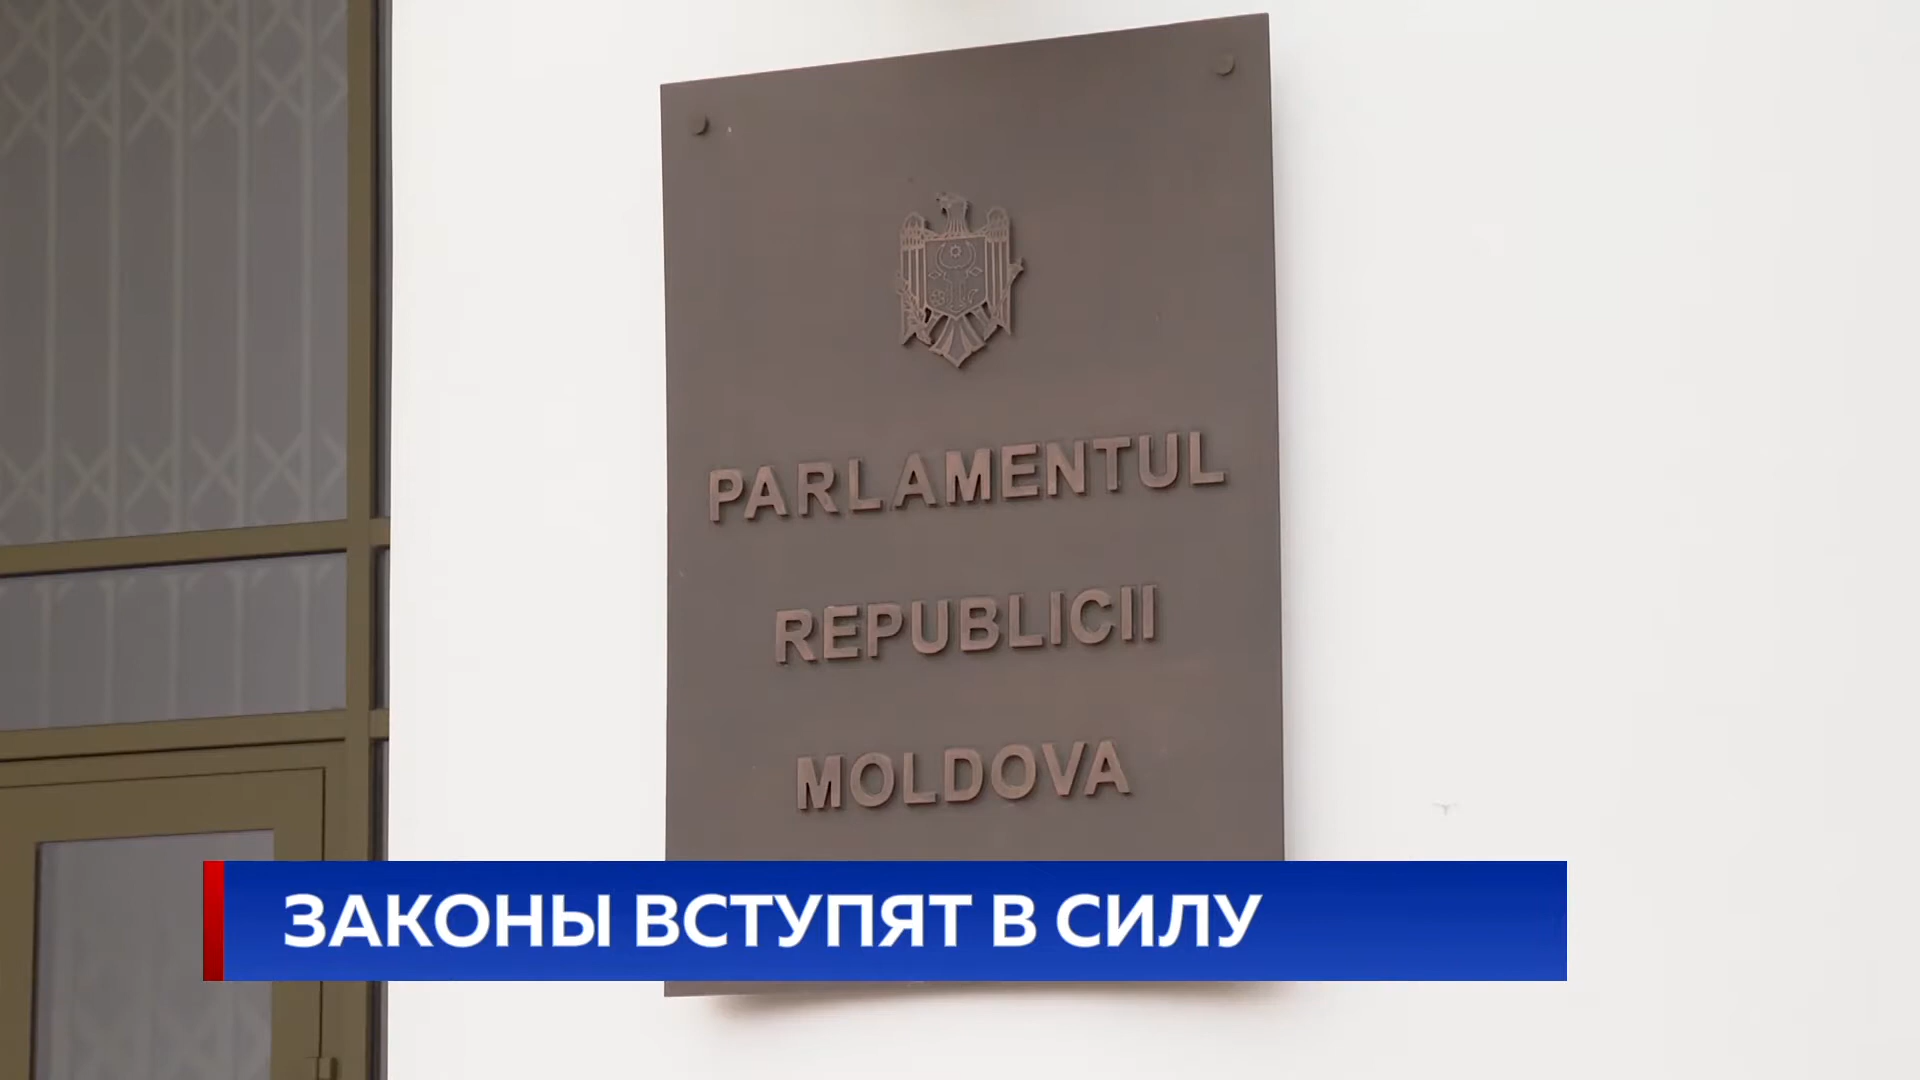 PARLAMENTUL
REPUBLICII
MOLDOVA
ЗАКОНЫ ВСТУПЯТ В СИЛУ